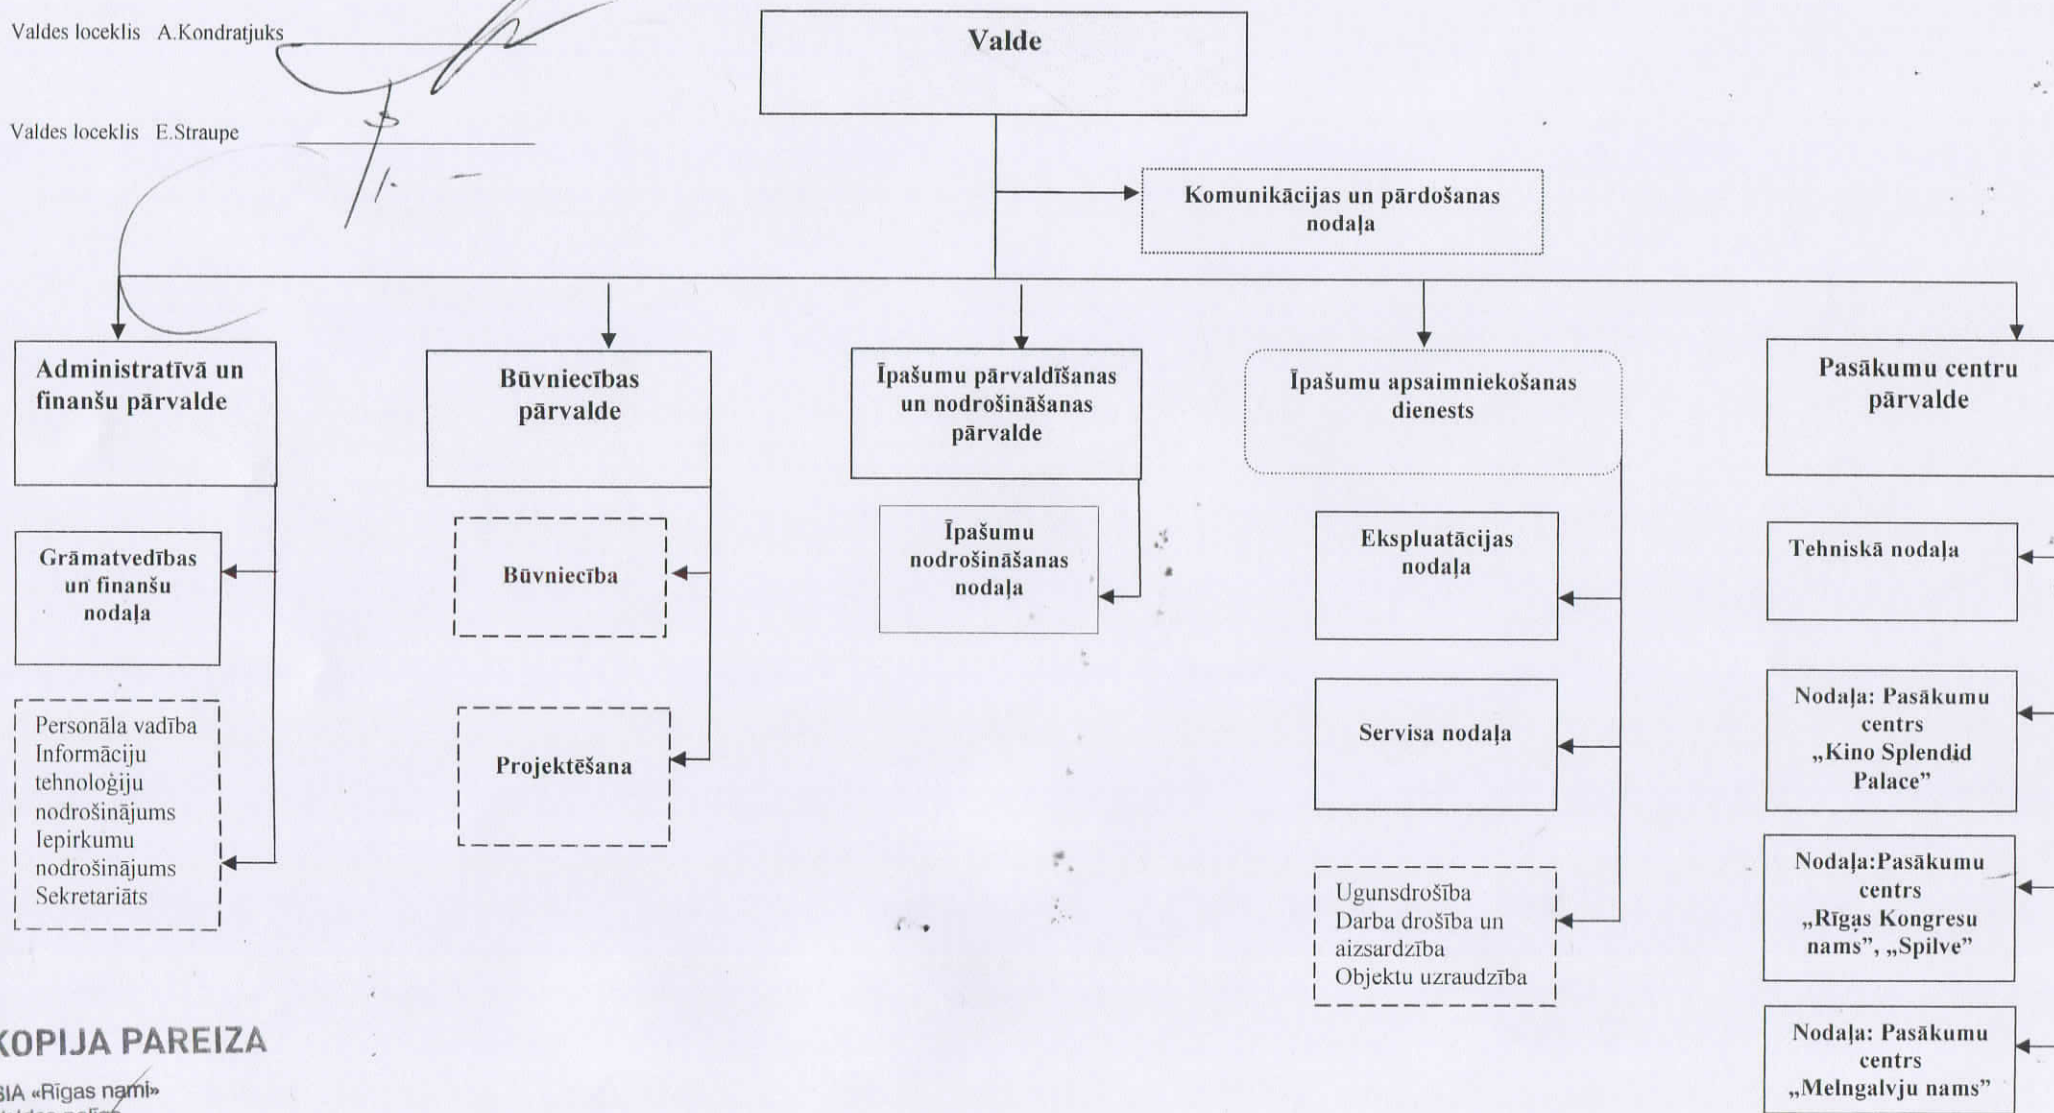 Valdes loceklis A.Kondratjuks
Valdes loceklis E.Straupe
Valde
Komunikācijas un pārdošanas
nodaļa
Administratīvā un
finanšu pārvalde
Būvniecības
pārvalde
Īpašumu pārvaldīšanas
un nodrošināšanas
pārvalde
Īpašumu apsaimniekošanas
dienests
Pasākumu centru
pārvalde
Grāmatvedības
un finanšu
nodaļa
Personāla vadība
Informāciju
tehnoloģiju
nodrošinājums
Iepirkumu
nodrošinājums
Sekretariāts
Būvniecība
Projektēšana
Īpašumu
nodrošināšanas
nodaļa
Ekspluatācijas
nodaļa
Servisa nodaļa
Ugunsdrošība
Darba drošība un
aizsardzība
Objektu uzraudzība
Tehniskā nodaļa
Nodaļa: Pasākumu
centrs
„Kino Splendid
Palace”
Nodaļa:Pasākumu
centrs
„Rīgas Kongresu
nams”, „Spilve”
Nodaļa: Pasākumu
centrs
„Melngalvju nams”
KOPIJA PAREIZA
SIA «Rīgas nami»